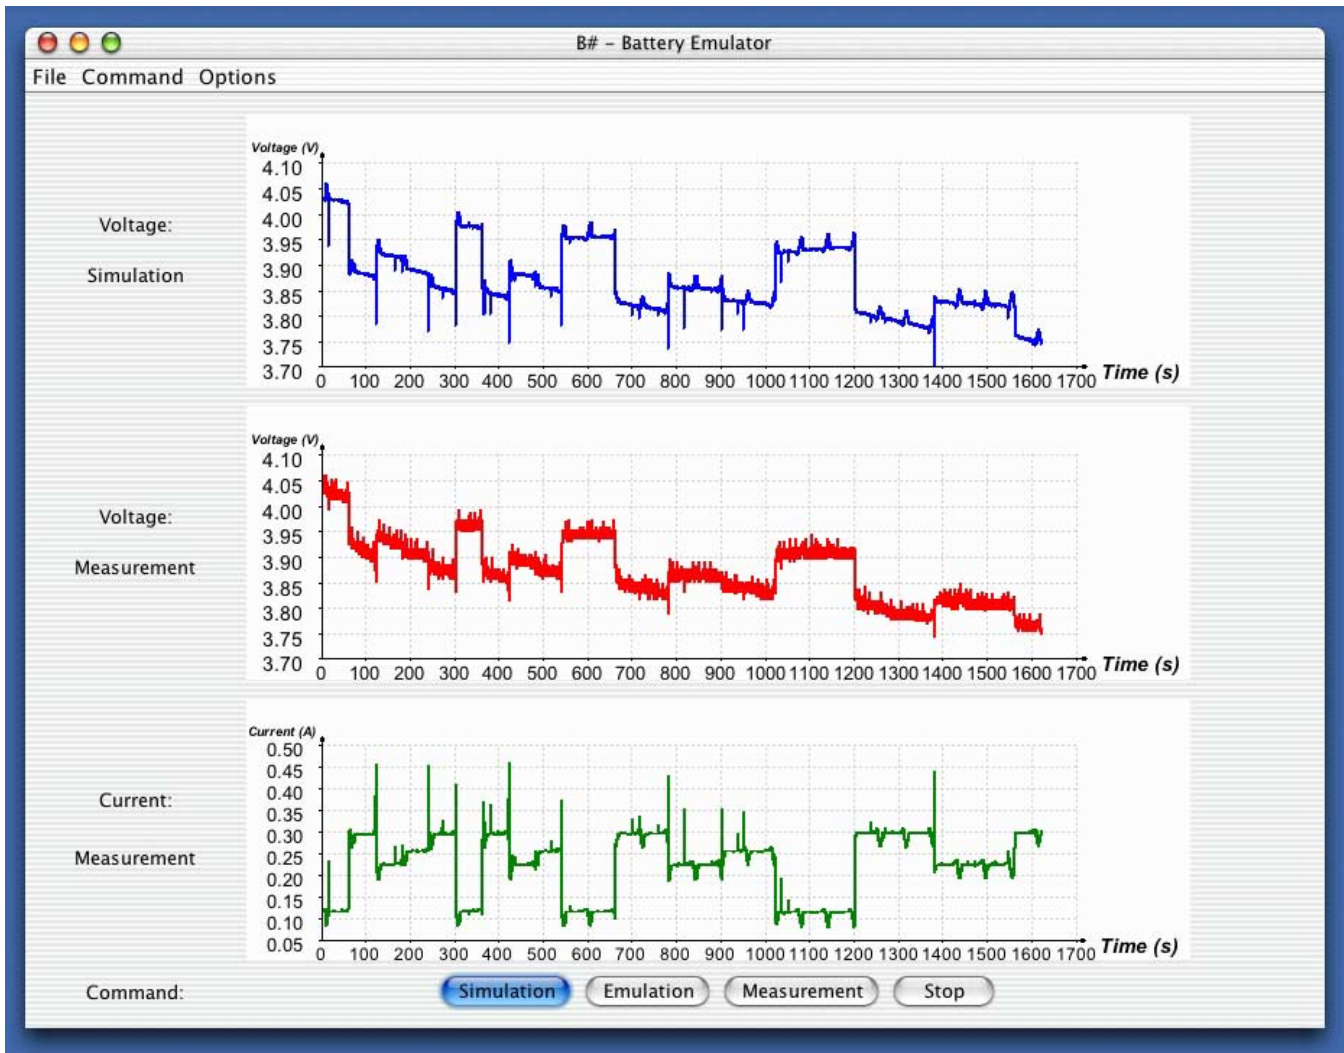 B# – Battery Emulator
File Command Options
Voltage (V)
4.10
4.05
4.00
3.95
3.90
3.85
3.80
3.75
3.70
0 100 200 300 400 500 600 700 800 900 1000 1100 1200 1300 1400 1500 1600 1700
Time (s)
Voltage:
Simulation
Voltage (V)
4.10
4.05
4.00
3.95
3.90
3.85
3.80
3.75
3.70
0 100 200 300 400 500 600 700 800 900 1000 1100 1200 1300 1400 1500 1600 1700
Time (s)
Voltage:
Measurement
Current (A)
0.50
0.45
0.40
0.35
0.30
0.25
0.20
0.15
0.10
0.05
0 100 200 300 400 500 600 700 800 900 1000 1100 1200 1300 1400 1500 1600 1700
Time (s)
Current:
Measurement
Command: Simulation Emulation Measurement Stop